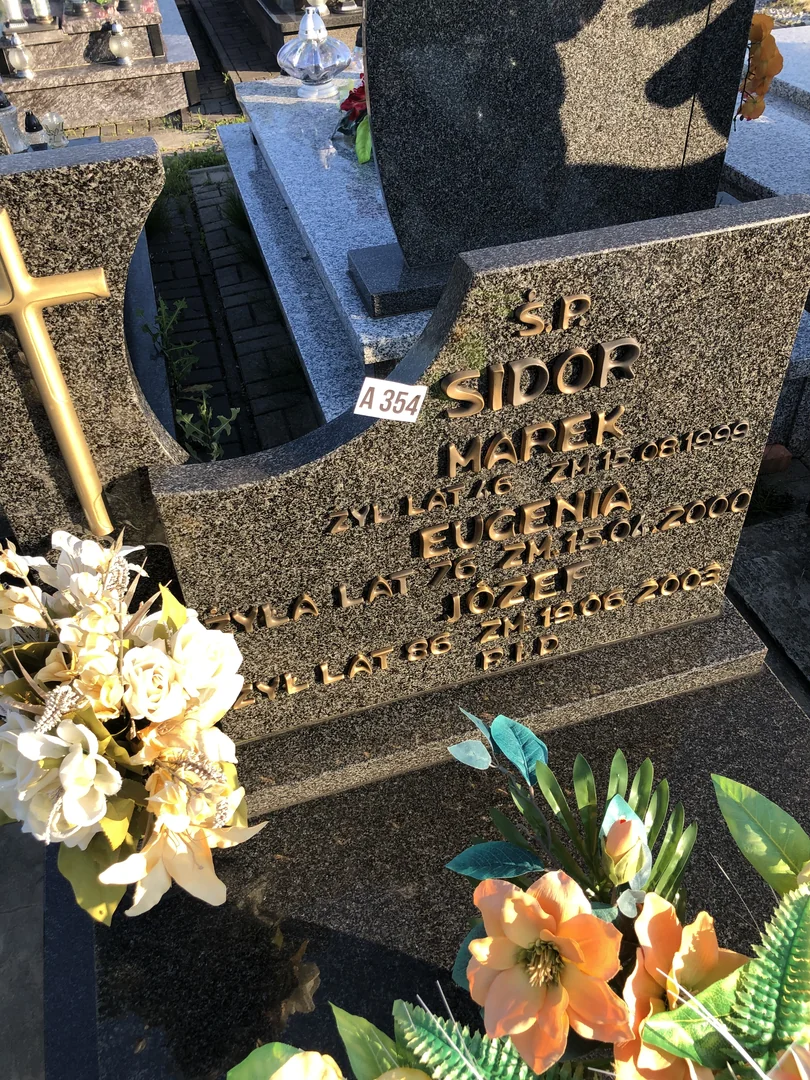 Ś.P.
SIDOR
A 354
MAREK
ŻYŁ LAT 46 ZM.15.08.1999
EUGENIA
ŻYŁA LAT 76 ZM.15.04.2000
JÓZEF
ŻYŁ LAT 86 ZM.19.06.2003
R.I.P.